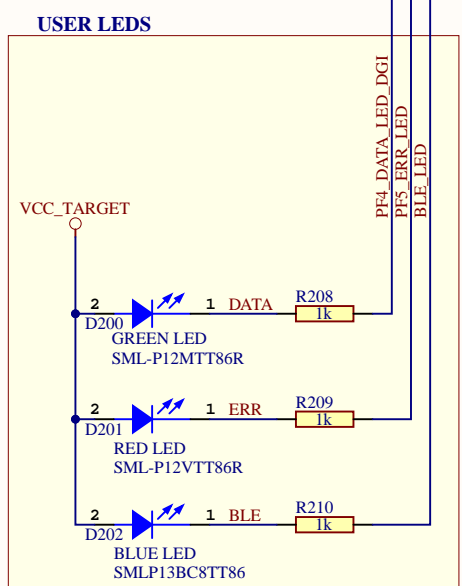 USER LEDS
PF4_DATA_LED_DGI
PF5_ERR_LED
BLE_LED
VCC_TARGET
2 1 DATA R208
1k
D200
GREEN LED
SML-P12MTT86R
2 1 ERR R209
1k
D201
RED LED
SML-P12VTT86R
2 1 BLE R210
1k
D202
BLUE LED
SMLP13BC8TT86